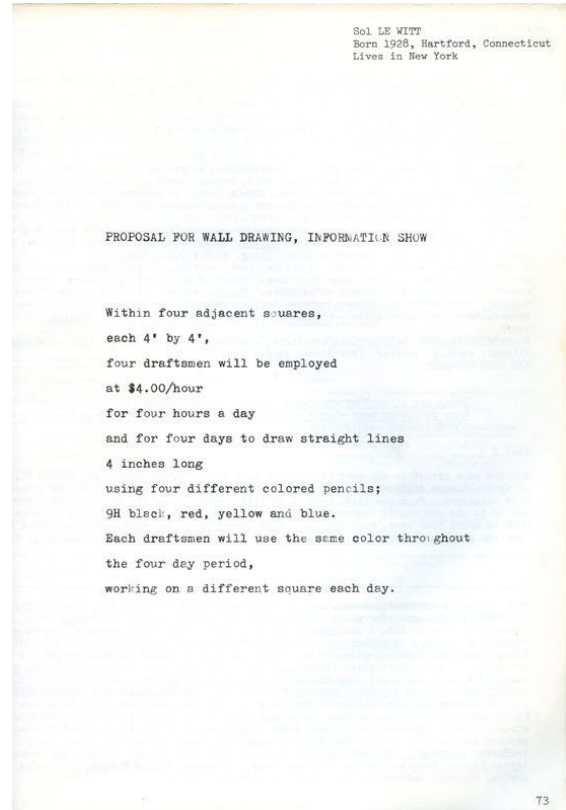 Sol LE WITT
Born 1928, Hartford, Connecticut
Lives in New York
PROPOSAL FOR WALL DRAWING, INFORMATION SHOW
Within four adjacent squares,
each 4' by 4',
four draftsmen will be employed
at $4.00/hour
for four hours a day
and for four days to draw straight lines
4 inches long
using four different colored pencils;
9H black, red, yellow and blue.
Each draftsmen will use the same color throughout
the four day period,
working on a different square each day.
73